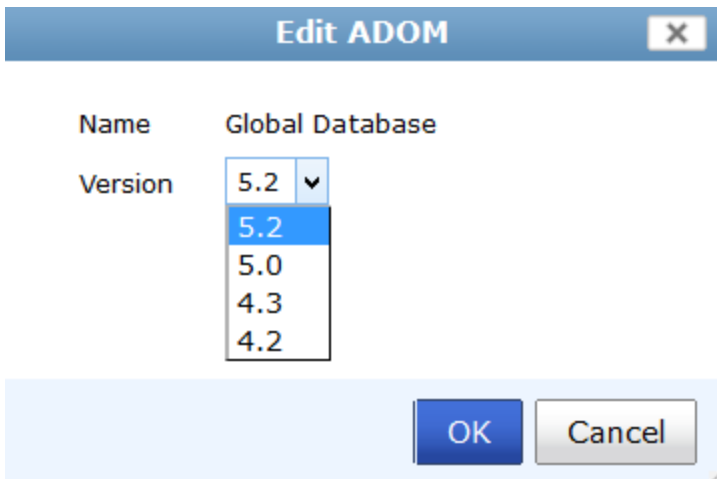 Edit ADOM
Name Global Database
Version 5.2
5.2
5.0
4.3
4.2
OK Cancel